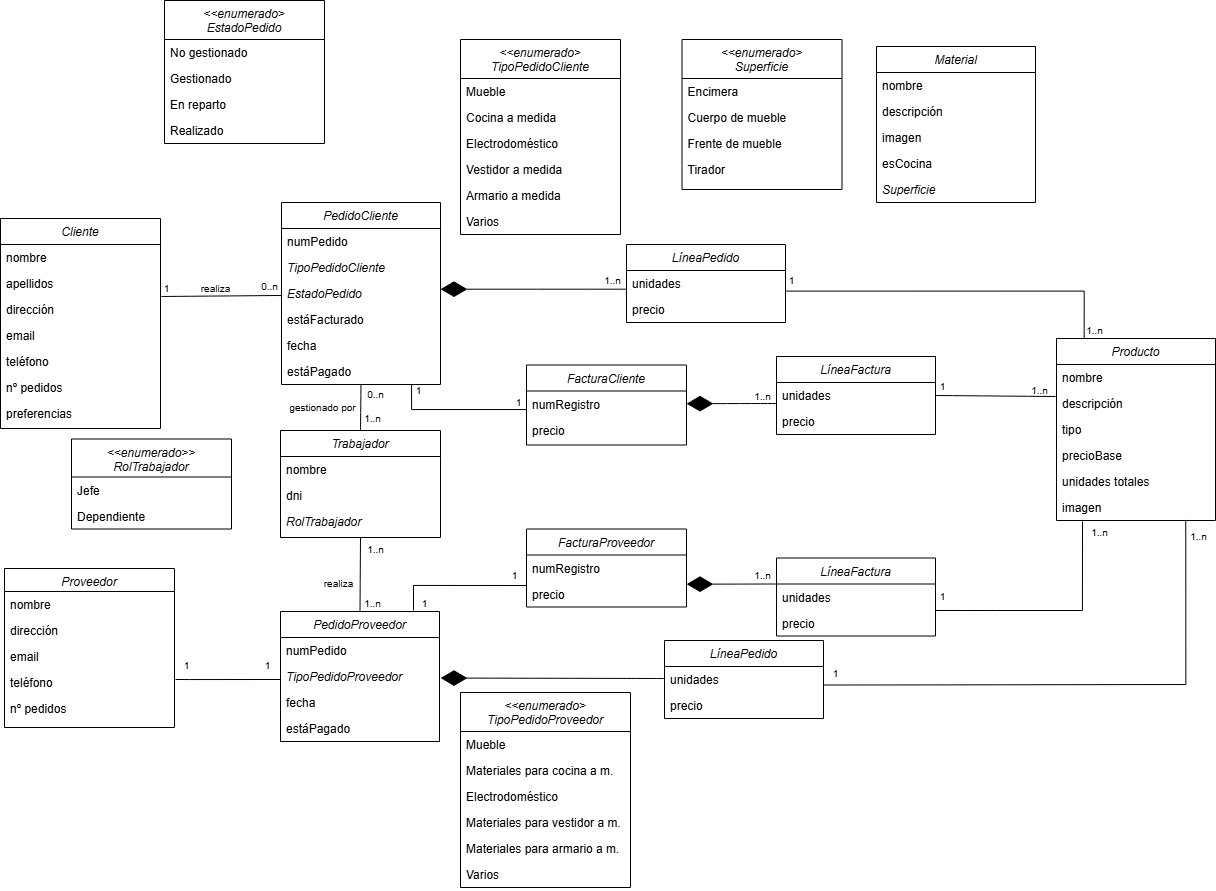 <<enumerado>
EstadoPedido
No gestionado
Gestionado
En reparto
Realizado
<<enumerado>
TipoPedidoCliente
Mueble
Cocina a medida
Electrodoméstico
Vestidor a medida
Armario a medida
Varios
<<enumerado>
Superficie
Encimera
Cuerpo de mueble
Frente de mueble
Tirador
Material
nombre
descripción
imagen
esCocina
Superficie
Cliente
nombre
apellidos
dirección
email
teléfono
nº pedidos
preferencias
1
realiza
0..n
PedidoCliente
numPedido
TipoPedidoCliente
EstadoPedido
estáFacturado
fecha
estáPagado
1..n
LíneaPedido
unidades
precio
1
1..n
Producto
nombre
descripción
tipo
precioBase
unidades totales
imagen
0..n
gestionado por
1..n
1
1
FacturaCliente
numRegistro
precio
1..n
LíneaFactura
unidades
precio
1
1..n
<<enumerado>>
RolTrabajador
Jefe
Dependiente
Trabajador
nombre
dni
RolTrabajador
1..n
realiza
1..n
FacturaProveedor
numRegistro
precio
1
1
1..n
LíneaFactura
unidades
precio
1
1..n
1..n
Proveedor
nombre
dirección
email
teléfono
nº pedidos
1
1
PedidoProveedor
numPedido
TipoPedidoProveedor
fecha
estáPagado
LíneaPedido
unidades
precio
1
<<enumerado>
TipoPedidoProveedor
Mueble
Materiales para cocina a m.
Electrodoméstico
Materiales para vestidor a m.
Materiales para armario a m.
Varios